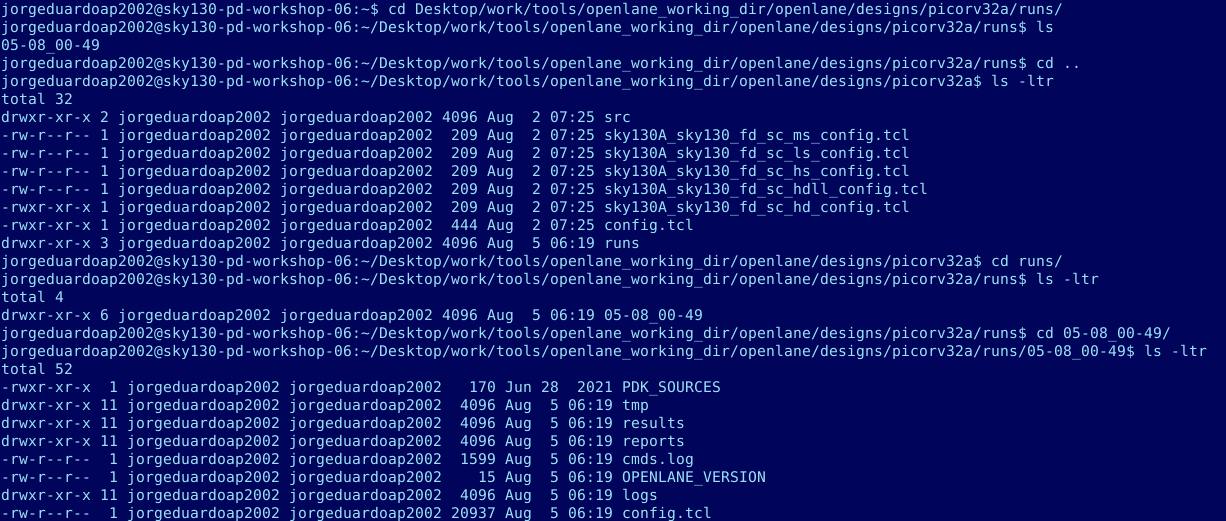 jorgeduardoap2002@sky130-pd-workshop-06:~$ cd Desktop/work/tools/openlane_working_dir/openlane/designs/picorv32a/runs/
jorgeduardoap2002@sky130-pd-workshop-06:~/Desktop/work/tools/openlane_working_dir/openlane/designs/picorv32a/runs$ ls
05-08_00-49
jorgeduardoap2002@sky130-pd-workshop-06:~/Desktop/work/tools/openlane_working_dir/openlane/designs/picorv32a/runs$ cd ..
jorgeduardoap2002@sky130-pd-workshop-06:~/Desktop/work/tools/openlane_working_dir/openlane/designs/picorv32a$ ls -ltr
total 32
drwxr-xr-x 2 jorgeduardoap2002 jorgeduardoap2002 4096 Aug  2 07:25 src
-rw-r--r-- 1 jorgeduardoap2002 jorgeduardoap2002  209 Aug  2 07:25 sky130A_sky130_fd_sc_ms_config.tcl
-rw-r--r-- 1 jorgeduardoap2002 jorgeduardoap2002  209 Aug  2 07:25 sky130A_sky130_fd_sc_ls_config.tcl
-rw-r--r-- 1 jorgeduardoap2002 jorgeduardoap2002  209 Aug  2 07:25 sky130A_sky130_fd_sc_hs_config.tcl
-rw-r--r-- 1 jorgeduardoap2002 jorgeduardoap2002  209 Aug  2 07:25 sky130A_sky130_fd_sc_hdll_config.tcl
-rwxr-xr-x 1 jorgeduardoap2002 jorgeduardoap2002  209 Aug  2 07:25 sky130A_sky130_fd_sc_hd_config.tcl
-rwxr-xr-x 1 jorgeduardoap2002 jorgeduardoap2002  444 Aug  2 07:25 config.tcl
drwxr-xr-x 3 jorgeduardoap2002 jorgeduardoap2002 4096 Aug  5 06:19 runs
jorgeduardoap2002@sky130-pd-workshop-06:~/Desktop/work/tools/openlane_working_dir/openlane/designs/picorv32a$ cd runs/
jorgeduardoap2002@sky130-pd-workshop-06:~/Desktop/work/tools/openlane_working_dir/openlane/designs/picorv32a/runs$ ls -ltr
total 4
drwxr-xr-x 6 jorgeduardoap2002 jorgeduardoap2002 4096 Aug  5 06:19 05-08_00-49
jorgeduardoap2002@sky130-pd-workshop-06:~/Desktop/work/tools/openlane_working_dir/openlane/designs/picorv32a/runs$ cd 05-08_00-49/
jorgeduardoap2002@sky130-pd-workshop-06:~/Desktop/work/tools/openlane_working_dir/openlane/designs/picorv32a/runs/05-08_00-49$ ls -ltr
total 52
-rwxr-xr-x  1 jorgeduardoap2002 jorgeduardoap2002   170 Jun 28  2021 PDK_SOURCES
drwxr-xr-x 11 jorgeduardoap2002 jorgeduardoap2002  4096 Aug  5 06:19 tmp
drwxr-xr-x 11 jorgeduardoap2002 jorgeduardoap2002  4096 Aug  5 06:19 results
drwxr-xr-x 11 jorgeduardoap2002 jorgeduardoap2002  4096 Aug  5 06:19 reports
-rw-r--r--  1 jorgeduardoap2002 jorgeduardoap2002  1599 Aug  5 06:19 cmds.log
-rw-r--r--  1 jorgeduardoap2002 jorgeduardoap2002    15 Aug  5 06:19 OPENLANE_VERSION
drwxr-xr-x 11 jorgeduardoap2002 jorgeduardoap2002  4096 Aug  5 06:19 logs
-rw-r--r--  1 jorgeduardoap2002 jorgeduardoap2002 20937 Aug  5 06:19 config.tcl